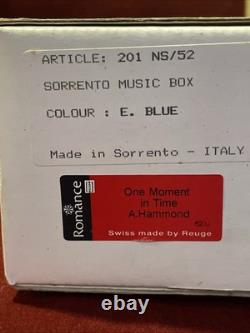 ARTICLE: 201 NS/52
SORRENTO MUSIC BOX
COLOUR : E. BLUE
Made in Sorrento - ITALY
Romance
One Moment
in Time
A.Hammond
Swiss made by Reuge